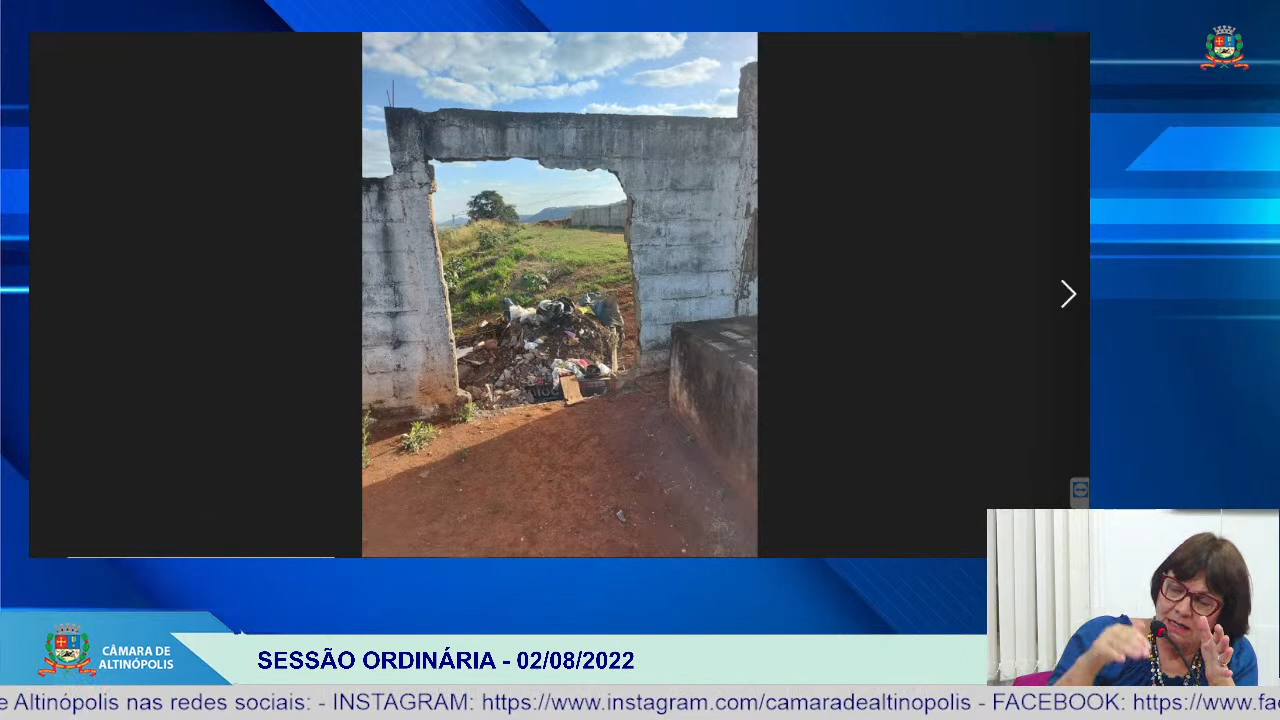 CÂMARA DE
ALTINÓPOLIS
SESSÃO ORDINÁRIA - 02/08/2022
e Altinópolis nas redes sociais: - INSTAGRAM: https://www.instagram.com/camaradealtinopolis - FACEBOOK: https://www.fac